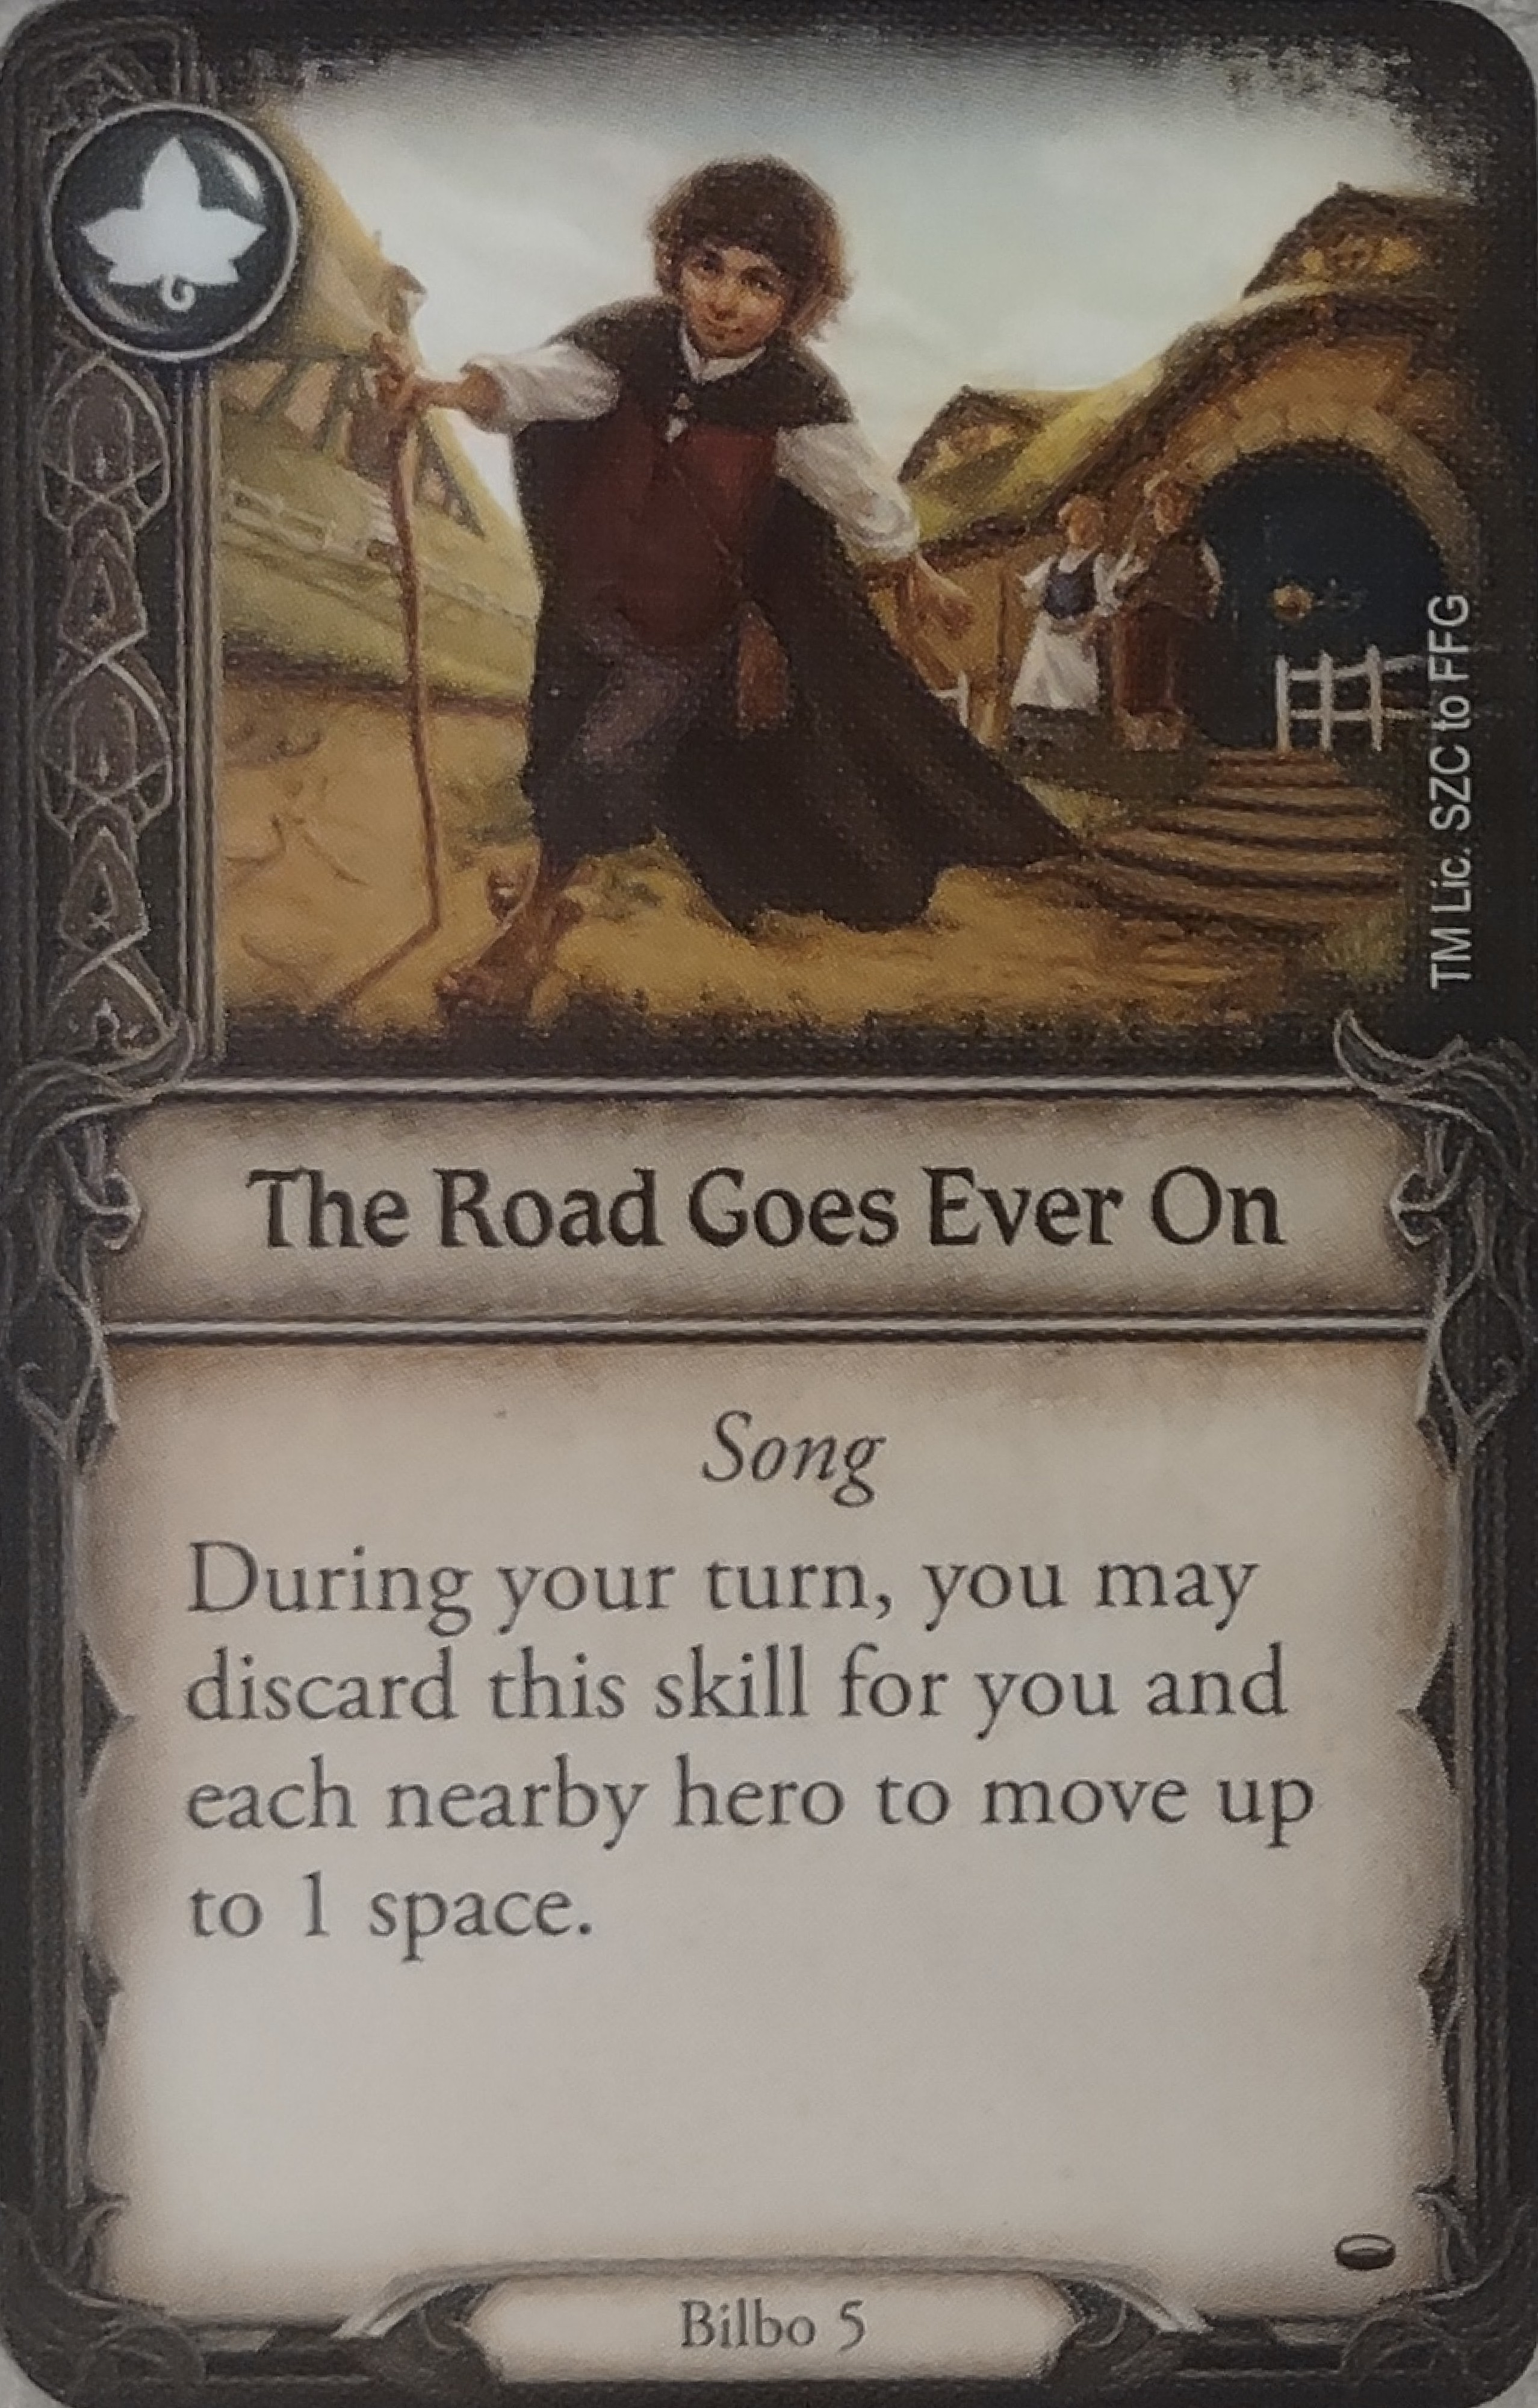 TM Lic. SZC to FFG
The Road Goes Ever On
Song
During your turn, you may
discard this skill for you and
each nearby hero to move up
to 1 space.
Bilbo 5